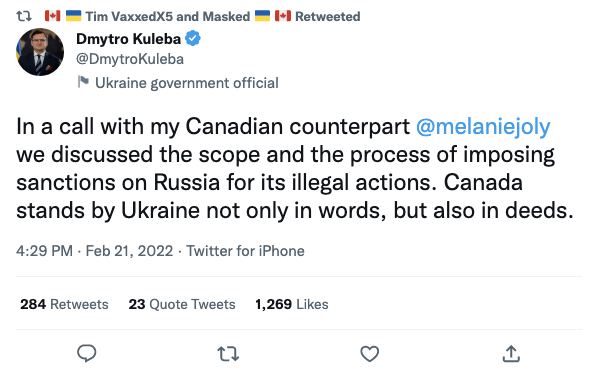 🇨🇦 🇺🇦 Tim VaxxedX5 and Masked 🇺🇦 🇨🇦 Retweeted
Dmytro Kuleba
@DmytroKuleba
Ukraine government official
In a call with my Canadian counterpart @melaniejoly
we discussed the scope and the process of imposing
sanctions on Russia for its illegal actions. Canada
stands by Ukraine not only in words, but also in deeds.
4:29 PM · Feb 21, 2022 · Twitter for iPhone
284 Retweets 23 Quote Tweets 1,269 Likes